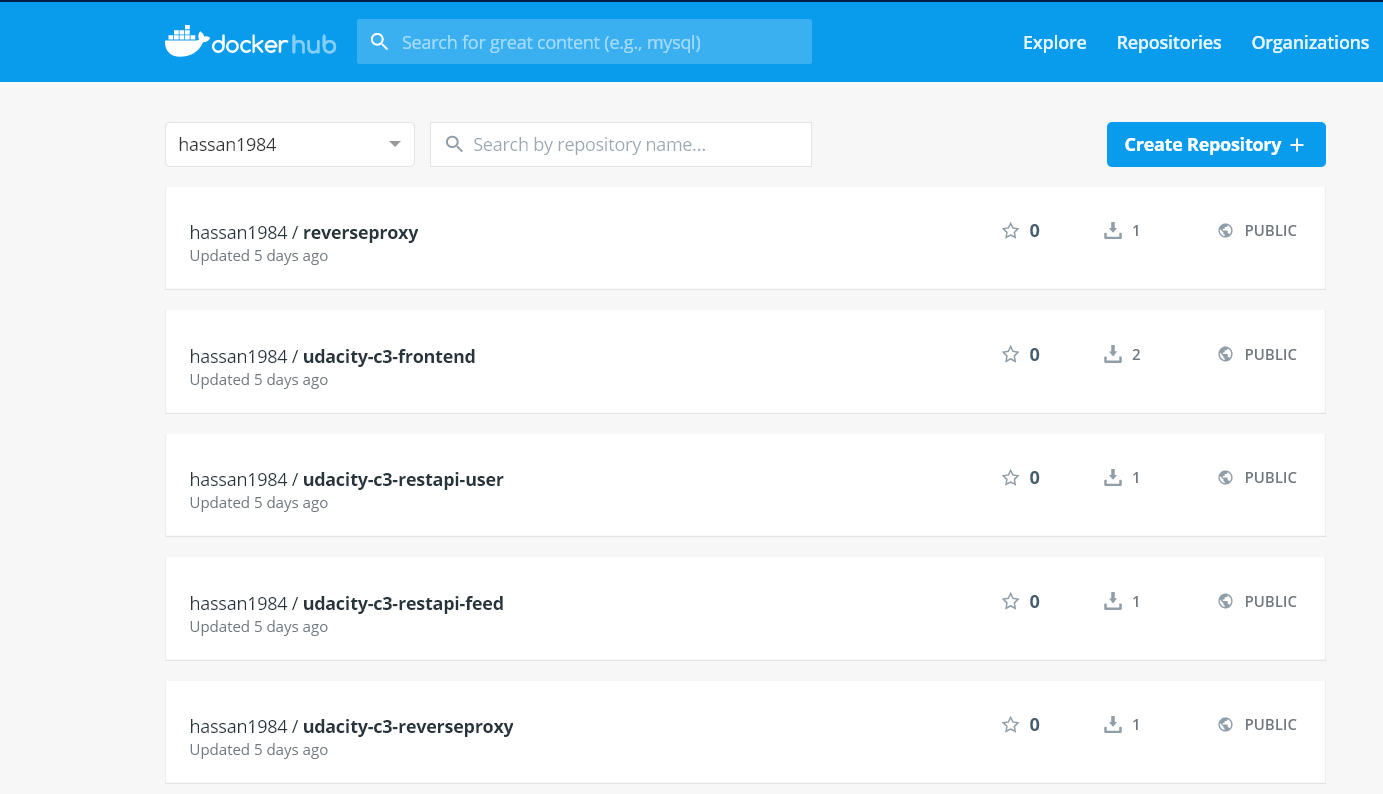 docker hub
Search for great content (e.g., mysql)
Explore
Repositories
Organizations
hassan1984
Search by repository name...
Create Repository +
hassan1984 / reverseproxy
Updated 5 days ago
0
1
PUBLIC
hassan1984 / udacity-c3-frontend
Updated 5 days ago
0
2
PUBLIC
hassan1984 / udacity-c3-restapi-user
Updated 5 days ago
0
1
PUBLIC
hassan1984 / udacity-c3-restapi-feed
Updated 5 days ago
0
1
PUBLIC
hassan1984 / udacity-c3-reverseproxy
Updated 5 days ago
0
1
PUBLIC